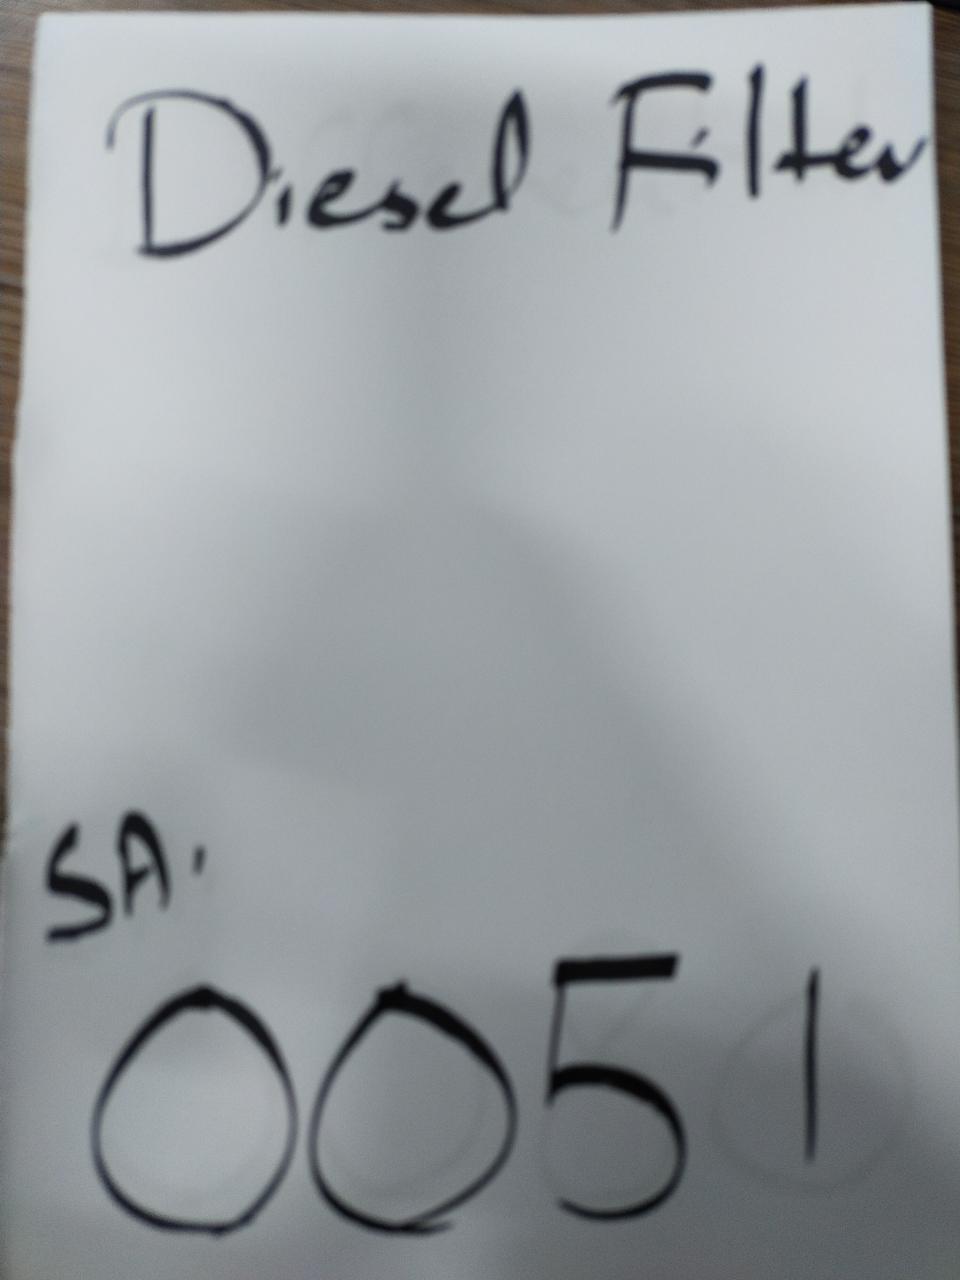 Diesel Filter
SA.
0051